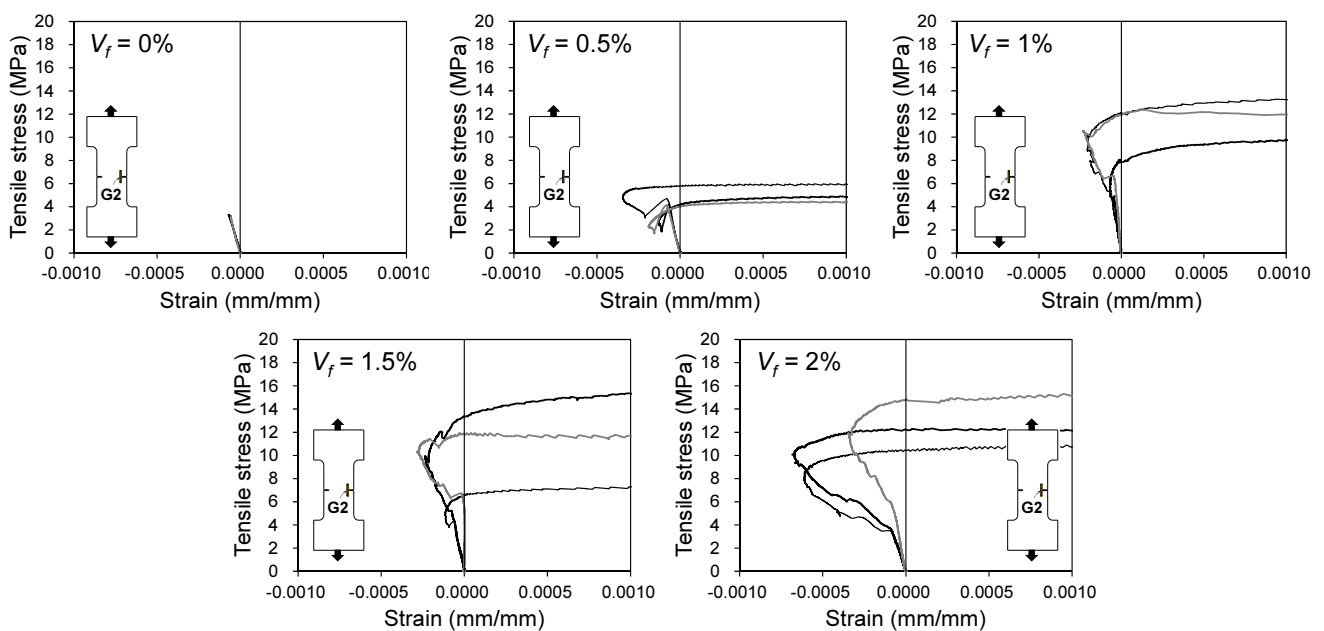 V_f = 0%
Tensile stress (MPa)
20
18
16
14
12
10
8
6
4
2
0
G2
-0.0010 -0.0005 0.0000 0.0005 0.0010
Strain (mm/mm)
V_f = 0.5%
Tensile stress (MPa)
20
18
16
14
12
10
8
6
4
2
0
G2
-0.0010 -0.0005 0.0000 0.0005 0.0010
Strain (mm/mm)
V_f = 1%
Tensile stress (MPa)
20
18
16
14
12
10
8
6
4
2
0
G2
-0.0010 -0.0005 0.0000 0.0005 0.0010
Strain (mm/mm)
V_f = 1.5%
Tensile stress (MPa)
20
18
16
14
12
10
8
6
4
2
0
G2
-0.0010 -0.0005 0.0000 0.0005 0.0010
Strain (mm/mm)
V_f = 2%
Tensile stress (MPa)
20
18
16
14
12
10
8
6
4
2
0
G2
-0.0010 -0.0005 0.0000 0.0005 0.0010
Strain (mm/mm)